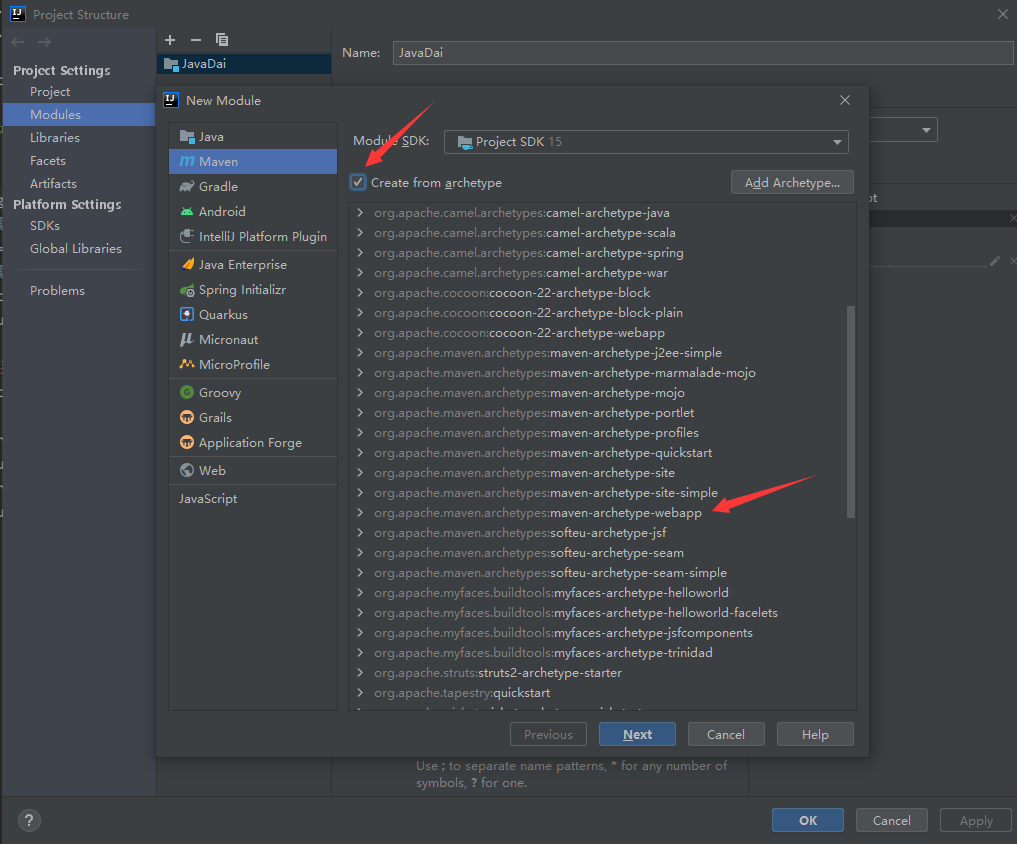 Project Structure
Project Settings
Project
Modules
Libraries
Facets
Artifacts
Platform Settings
SDKs
Global Libraries
Problems
JavaDai
Name: JavaDai
New Module
Java
Maven
Gradle
Android
IntelliJ Platform Plugin
Java Enterprise
Spring Initializr
Quarkus
Micronaut
MicroProfile
Groovy
Grails
Application Forge
Web
JavaScript
Module SDK: Project SDK 15
Create from archetype
Add Archetype...
org.apache.camel.archetypes:camel-archetype-java
org.apache.camel.archetypes:camel-archetype-scala
org.apache.camel.archetypes:camel-archetype-spring
org.apache.camel.archetypes:camel-archetype-war
org.apache.cocoon:cocoon-22-archetype-block
org.apache.cocoon:cocoon-22-archetype-block-plain
org.apache.cocoon:cocoon-22-archetype-webapp
org.apache.maven.archetypes:maven-archetype-j2ee-simple
org.apache.maven.archetypes:maven-archetype-marmalade-mojo
org.apache.maven.archetypes:maven-archetype-mojo
org.apache.maven.archetypes:maven-archetype-portlet
org.apache.maven.archetypes:maven-archetype-profiles
org.apache.maven.archetypes:maven-archetype-quickstart
org.apache.maven.archetypes:maven-archetype-site
org.apache.maven.archetypes:maven-archetype-site-simple
org.apache.maven.archetypes:maven-archetype-webapp
org.apache.maven.archetypes:softeu-archetype-jsf
org.apache.maven.archetypes:softeu-archetype-seam
org.apache.maven.archetypes:softeu-archetype-seam-simple
org.apache.myfaces.buildtools:myfaces-archetype-helloworld
org.apache.myfaces.buildtools:myfaces-archetype-helloworld-facelets
org.apache.myfaces.buildtools:myfaces-archetype-jsfcomponents
org.apache.myfaces.buildtools:myfaces-archetype-trinidad
org.apache.struts:struts2-archetype-starter
org.apache.tapestry:quickstart
Previous
Next
Cancel
Help
Use ; to separate name patterns, * for any number of
symbols, ? for one.
?
OK
Cancel
Apply